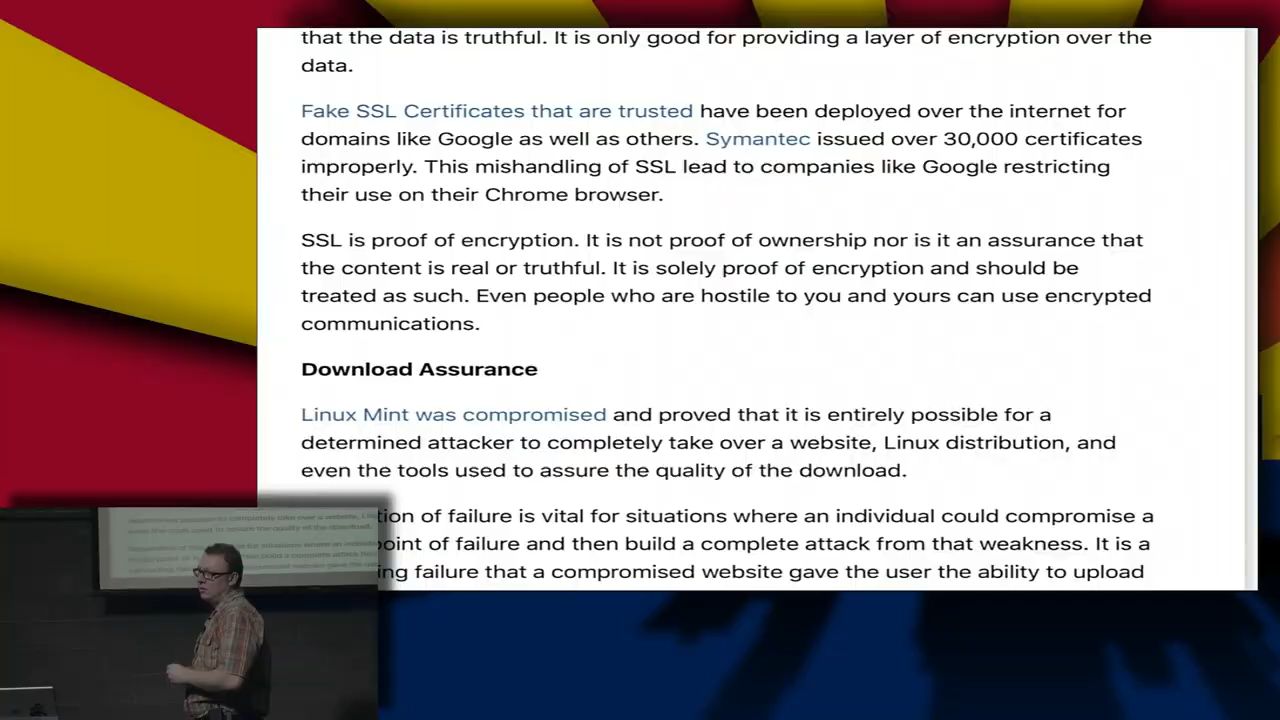 that the data is truthful. It is only good for providing a layer of encryption over the
data.
Fake SSL Certificates that are trusted have been deployed over the internet for
domains like Google as well as others. Symantec issued over 30,000 certificates
improperly. This mishandling of SSL lead to companies like Google restricting
their use on their Chrome browser.
SSL is proof of encryption. It is not proof of ownership nor is it an assurance that
the content is real or truthful. It is solely proof of encryption and should be
treated as such. Even people who are hostile to you and yours can use encrypted
communications.
Download Assurance
Linux Mint was compromised and proved that it is entirely possible for a
determined attacker to completely take over a website, Linux distribution, and
even the tools used to assure the quality of the download.
tion of failure is vital for situations where an individual could compromise a
point of failure and then build a complete attack from that weakness. It is a
ing failure that a compromised website gave the user the ability to upload